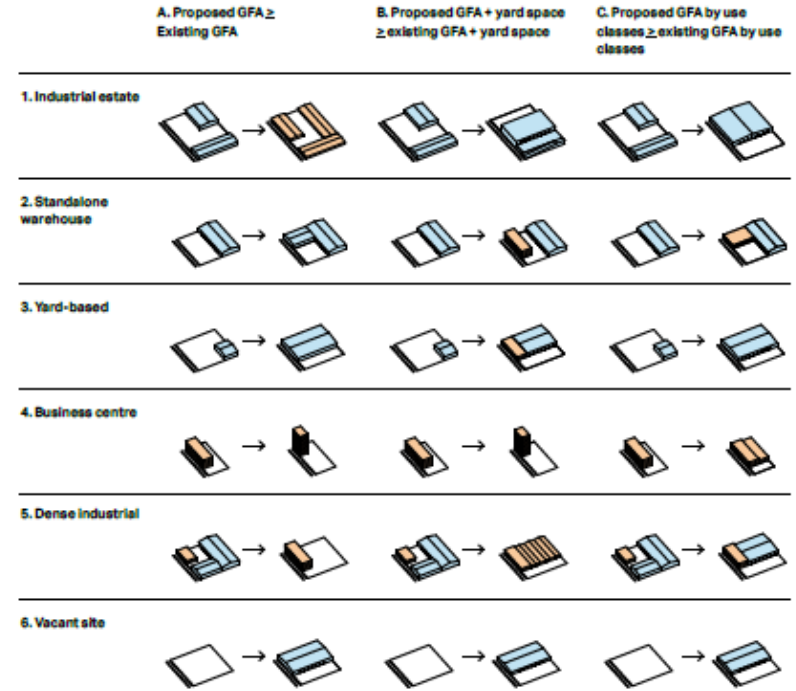 A. Proposed GFA ≥
Existing GFA
B. Proposed GFA + yard space
≥ existing GFA + yard space
C. Proposed GFA by use
classes ≥ existing GFA by use
classes
1. Industrial estate
2. Standalone
warehouse
3. Yard-based
4. Business centre
5. Dense industrial
6. Vacant site